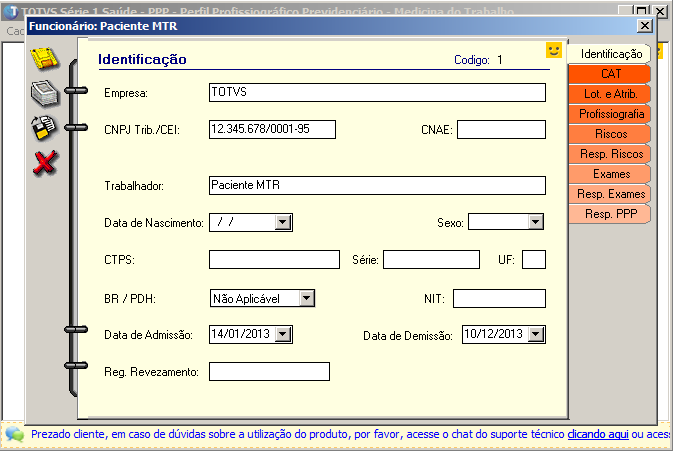 TOTVS Série 1 Saúde - PPP - Perfil Profissiográfico Previdenciário - Medicina do Trabalho
Cad
Funcionário: Paciente MTR
Identificação
Codigo: 1
Empresa: TOTVS
CNPJ Trib./CEI: 12.345.678/0001-95 CNAE:
Trabalhador: Paciente MTR
Data de Nascimento: / / Sexo:
CTPS: Série: UF:
BR / PDH: Não Aplicável NIT:
Data de Admissão: 14/01/2013 Data de Demissão: 10/12/2013
Reg. Revezamento:
Identificação
CAT
Lot. e Atrib.
Profissiografia
Riscos
Resp. Riscos
Exames
Resp. Exames
Resp. PPP
Prezado cliente, em caso de dúvidas sobre a utilização do produto, por favor, acesse o chat do suporte técnico clicando aqui ou acess